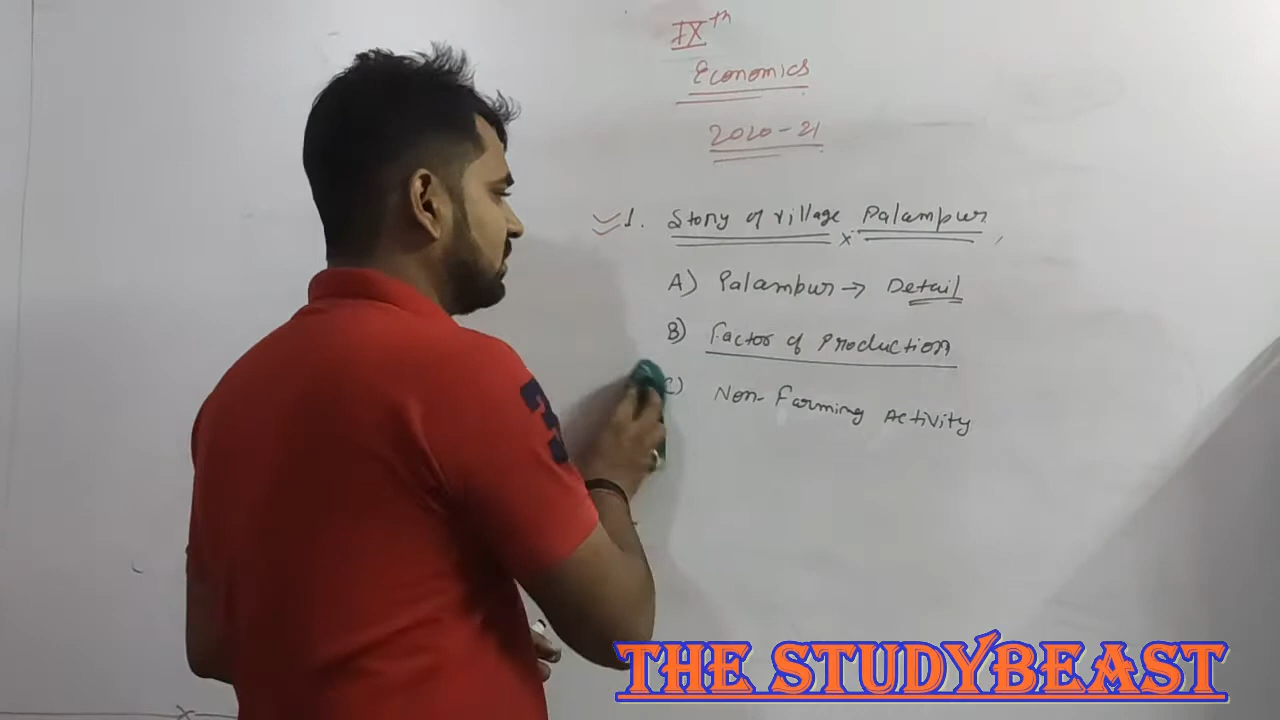 IXth
Economics
2020-21
1. Story of village Palampur
A) Palampur → Detail
B) Factor of Production
C) Non-Farming Activity
3
THE STUDYBEAST